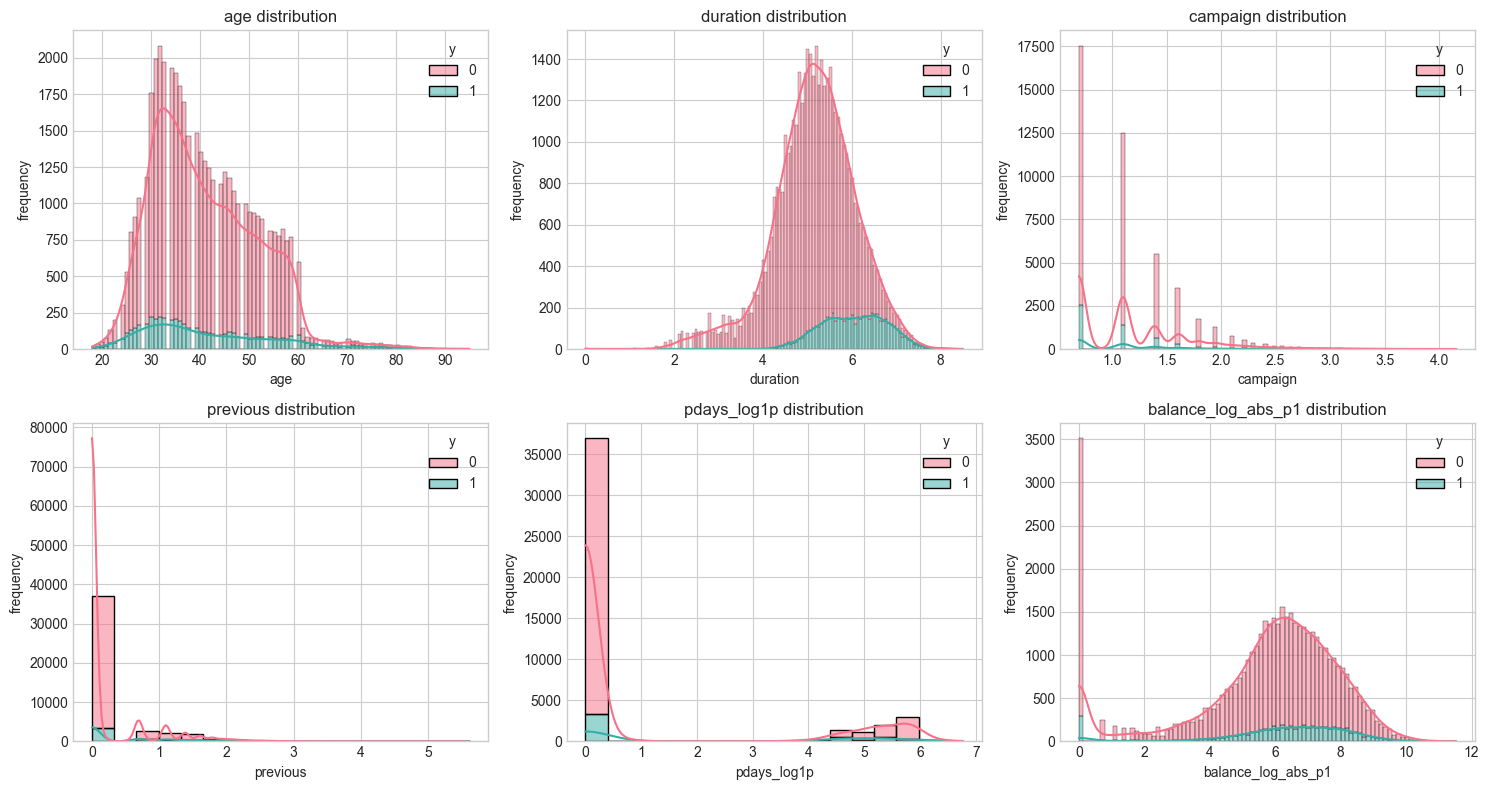 age distribution
y
0
1
frequency
2000
1750
1500
1250
1000
750
500
250
0
20 30 40 50 60 70 80 90
age
duration distribution
y
0
1
frequency
1400
1200
1000
800
600
400
200
0
0 2 4 6 8
duration
campaign distribution
y
0
1
frequency
17500
15000
12500
10000
7500
5000
2500
0
1.0 1.5 2.0 2.5 3.0 3.5 4.0
campaign
previous distribution
y
0
1
frequency
80000
70000
60000
50000
40000
30000
20000
10000
0
0 1 2 3 4 5
previous
pdays_log1p distribution
y
0
1
frequency
35000
30000
25000
20000
15000
10000
5000
0
0 1 2 3 4 5 6 7
pdays_log1p
balance_log_abs_p1 distribution
y
0
1
frequency
3500
3000
2500
2000
1500
1000
500
0
0 2 4 6 8 10 12
balance_log_abs_p1